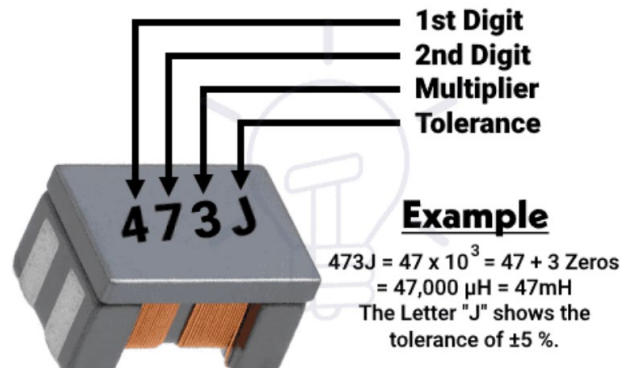 1st Digit
2nd Digit
Multiplier
Tolerance
473J
Example
473J = 47 x 10³ = 47 + 3 Zeros
= 47,000 µH = 47mH
The Letter "J" shows the
tolerance of ±5 %.